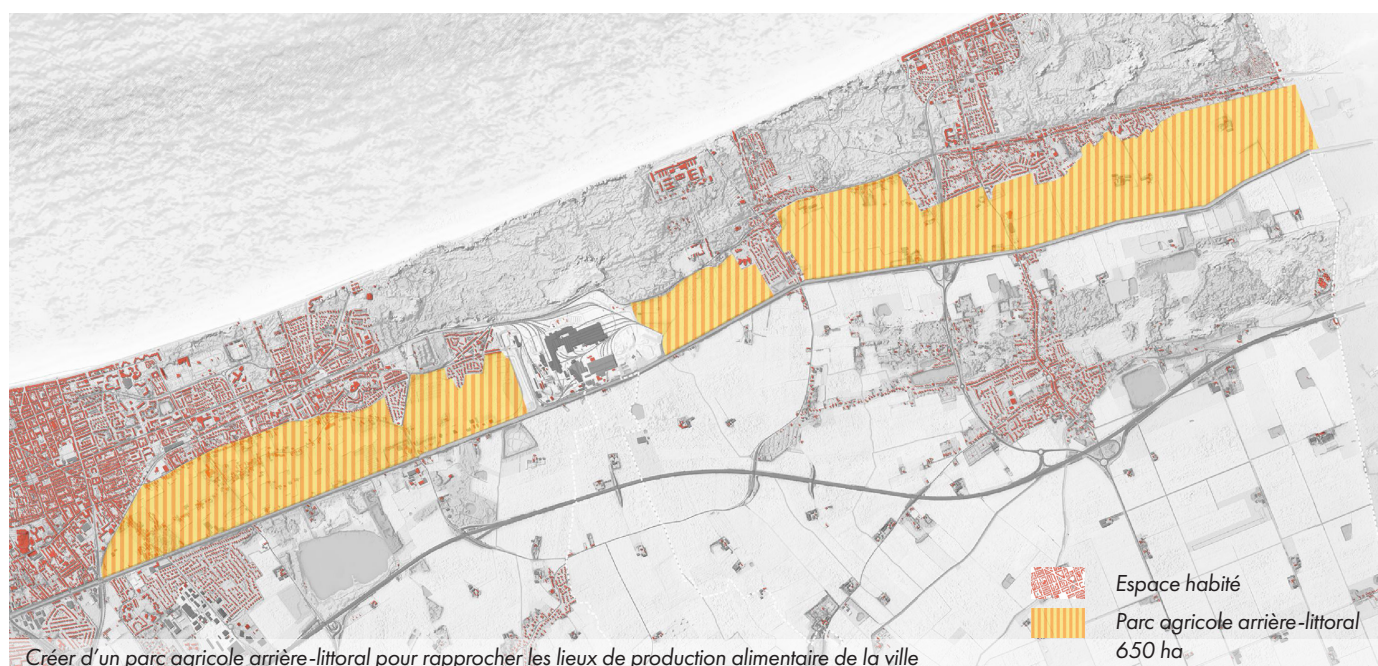 Espace habité
Parc agricole arrière-littoral
650 ha
Créer d'un parc agricole arrière-littoral pour rapprocher les lieux de production alimentaire de la ville